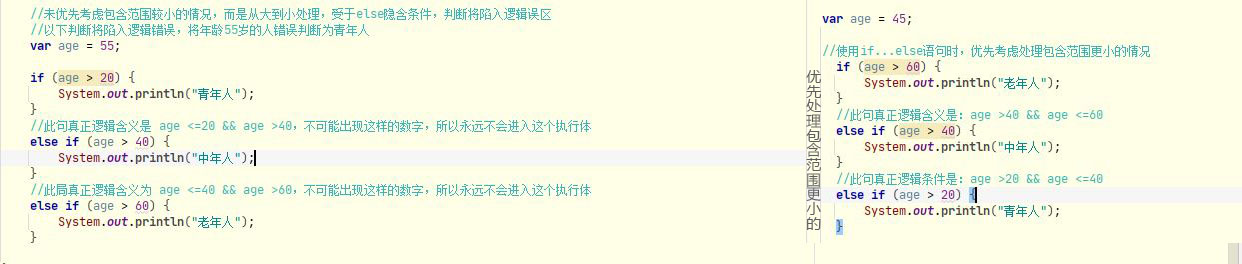 //未优先考虑包含范围较小的情况，而是从大到小处理，受于else隐含条件，判断将陷入逻辑误区
//以下判断将陷入逻辑错误，将年龄55岁的人错误判断为青年人
var age = 55;
if (age > 20) {
System.out.println("青年人");
}
//此句真正逻辑含义是 age <=20 && age >40，不可能出现这样的数字，所以永远不会进入这个执行体
else if (age > 40) {
System.out.println("中年人");
}
//此局真正逻辑含义为 age <=40 && age >60，不可能出现这样的数字，所以永远不会进入这个执行体
else if (age > 60) {
System.out.println("老年人");
}
优先处理包含范围更小的
var age = 45;
//使用if...else语句时，优先考虑处理包含范围更小的情况
if (age > 60) {
System.out.println("老年人");
}
//此句真正逻辑含义是：age >40 && age <=60
else if (age > 40) {
System.out.println("中年人");
}
//此句真正逻辑条件是：age >20 && age <=40
else if (age > 20) {
System.out.println("青年人");
}